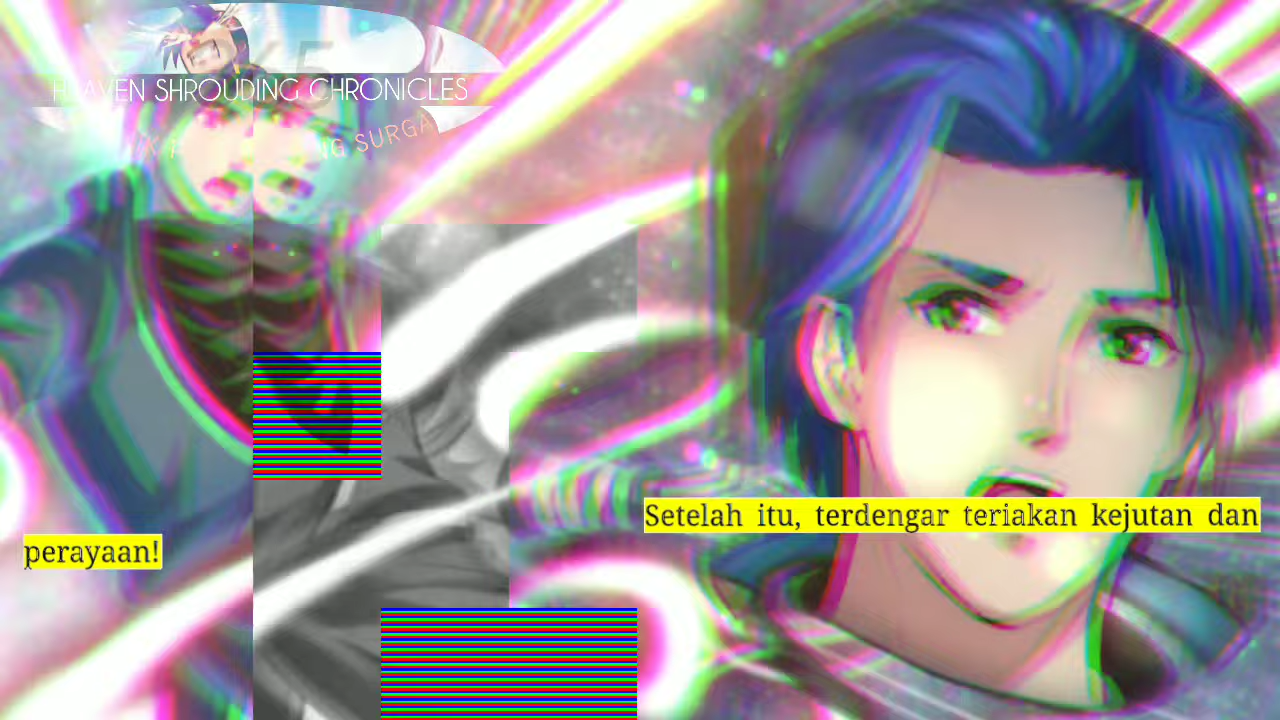 HEAVEN SHROUDING CHRONICLES
SURGA
Setelah itu, terdengar teriakan kejutan dan
perayaan!